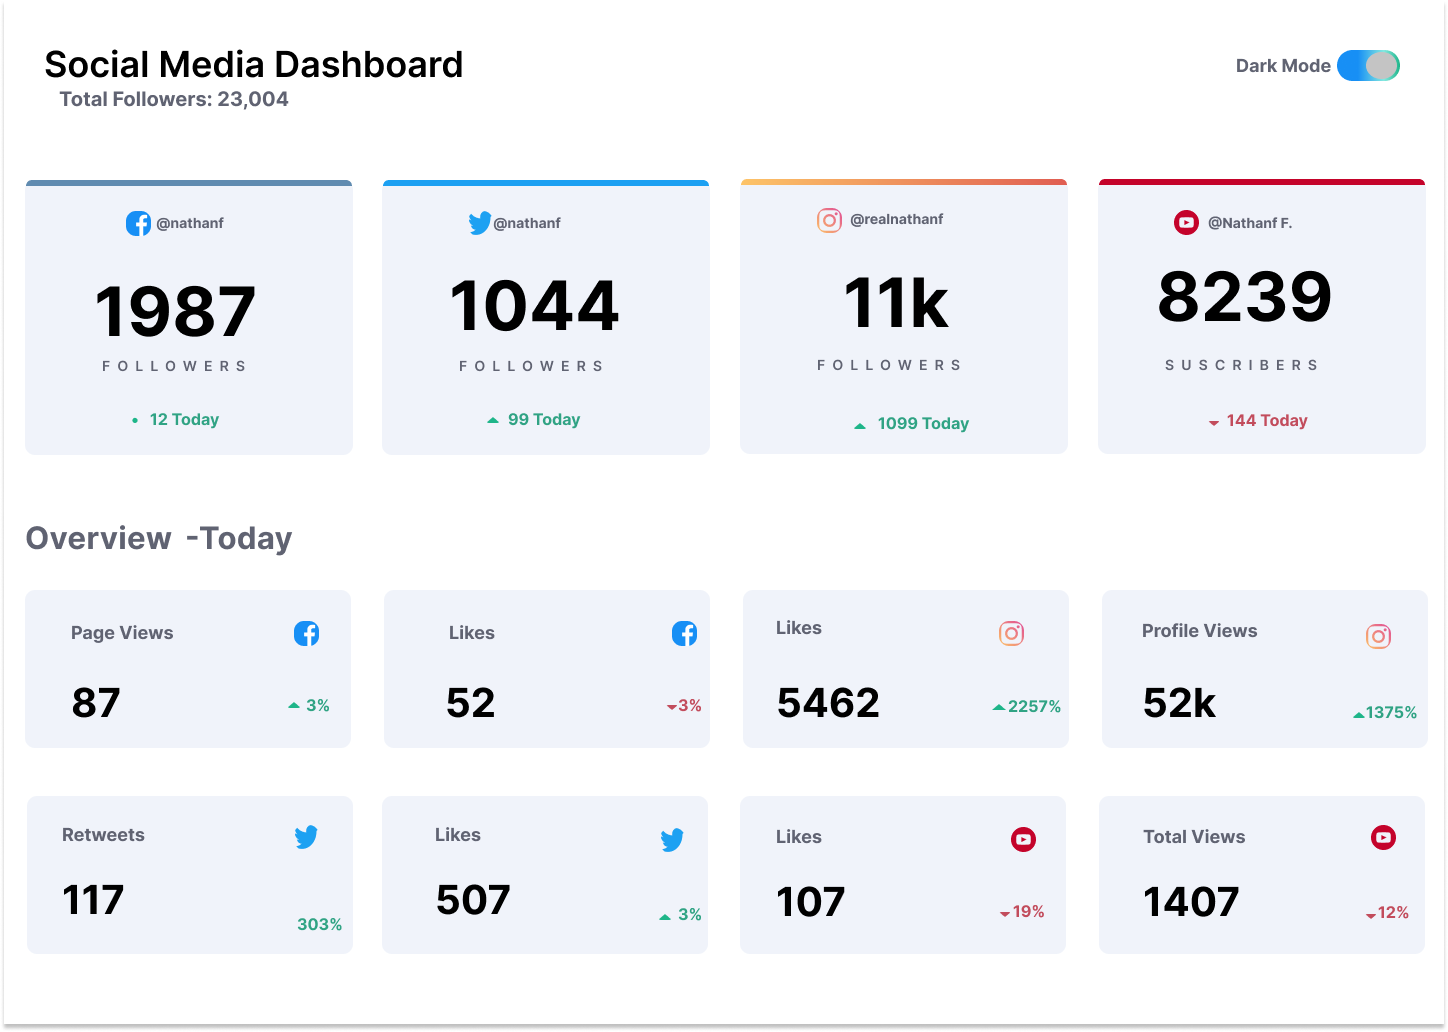 Social Media Dashboard
Dark Mode
Total Followers: 23,004
@nathanf
@nathanf
@realnathanf
@Nathanf F.
1987
1044
11k
8239
FOLLOWERS
FOLLOWERS
FOLLOWERS
SUSCRIBERS
12 Today
99 Today
1099 Today
144 Today
Overview -Today
Page Views
Likes
Likes
Profile Views
87
3%
52
3%
5462
2257%
52k
1375%
Retweets
Likes
Likes
Total Views
117
303%
507
3%
107
19%
1407
12%